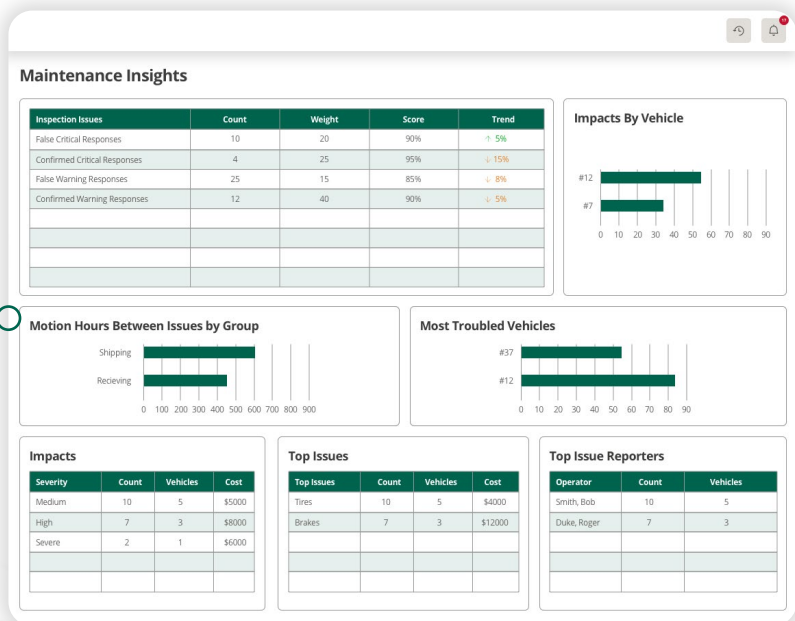 Maintenance Insights
Inspection Issues Count Weight Score Trend
False Critical Responses 10 20 90% ↑ 5%
Confirmed Critical Responses 4 25 95% ↓ 15%
False Warning Responses 25 15 85% ↓ 8%
Confirmed Warning Responses 12 40 90% ↓ 5%
Impacts By Vehicle
#12
#7
0 10 20 30 40 50 60 70 80 90
Motion Hours Between Issues by Group
Shipping
Recieving
0 100 200 300 400 500 600 700 800 900
Most Troubled Vehicles
#37
#12
0 10 20 30 40 50 60 70 80 90
Impacts
Severity Count Vehicles Cost
Medium 10 5 $5000
High 7 3 $8000
Severe 2 1 $6000
Top Issues
Top Issues Count Vehicles Cost
Tires 10 5 $4000
Brakes 7 3 $12000
Top Issue Reporters
Operator Count Vehicles
Smith, Bob 10 5
Duke, Roger 7 3